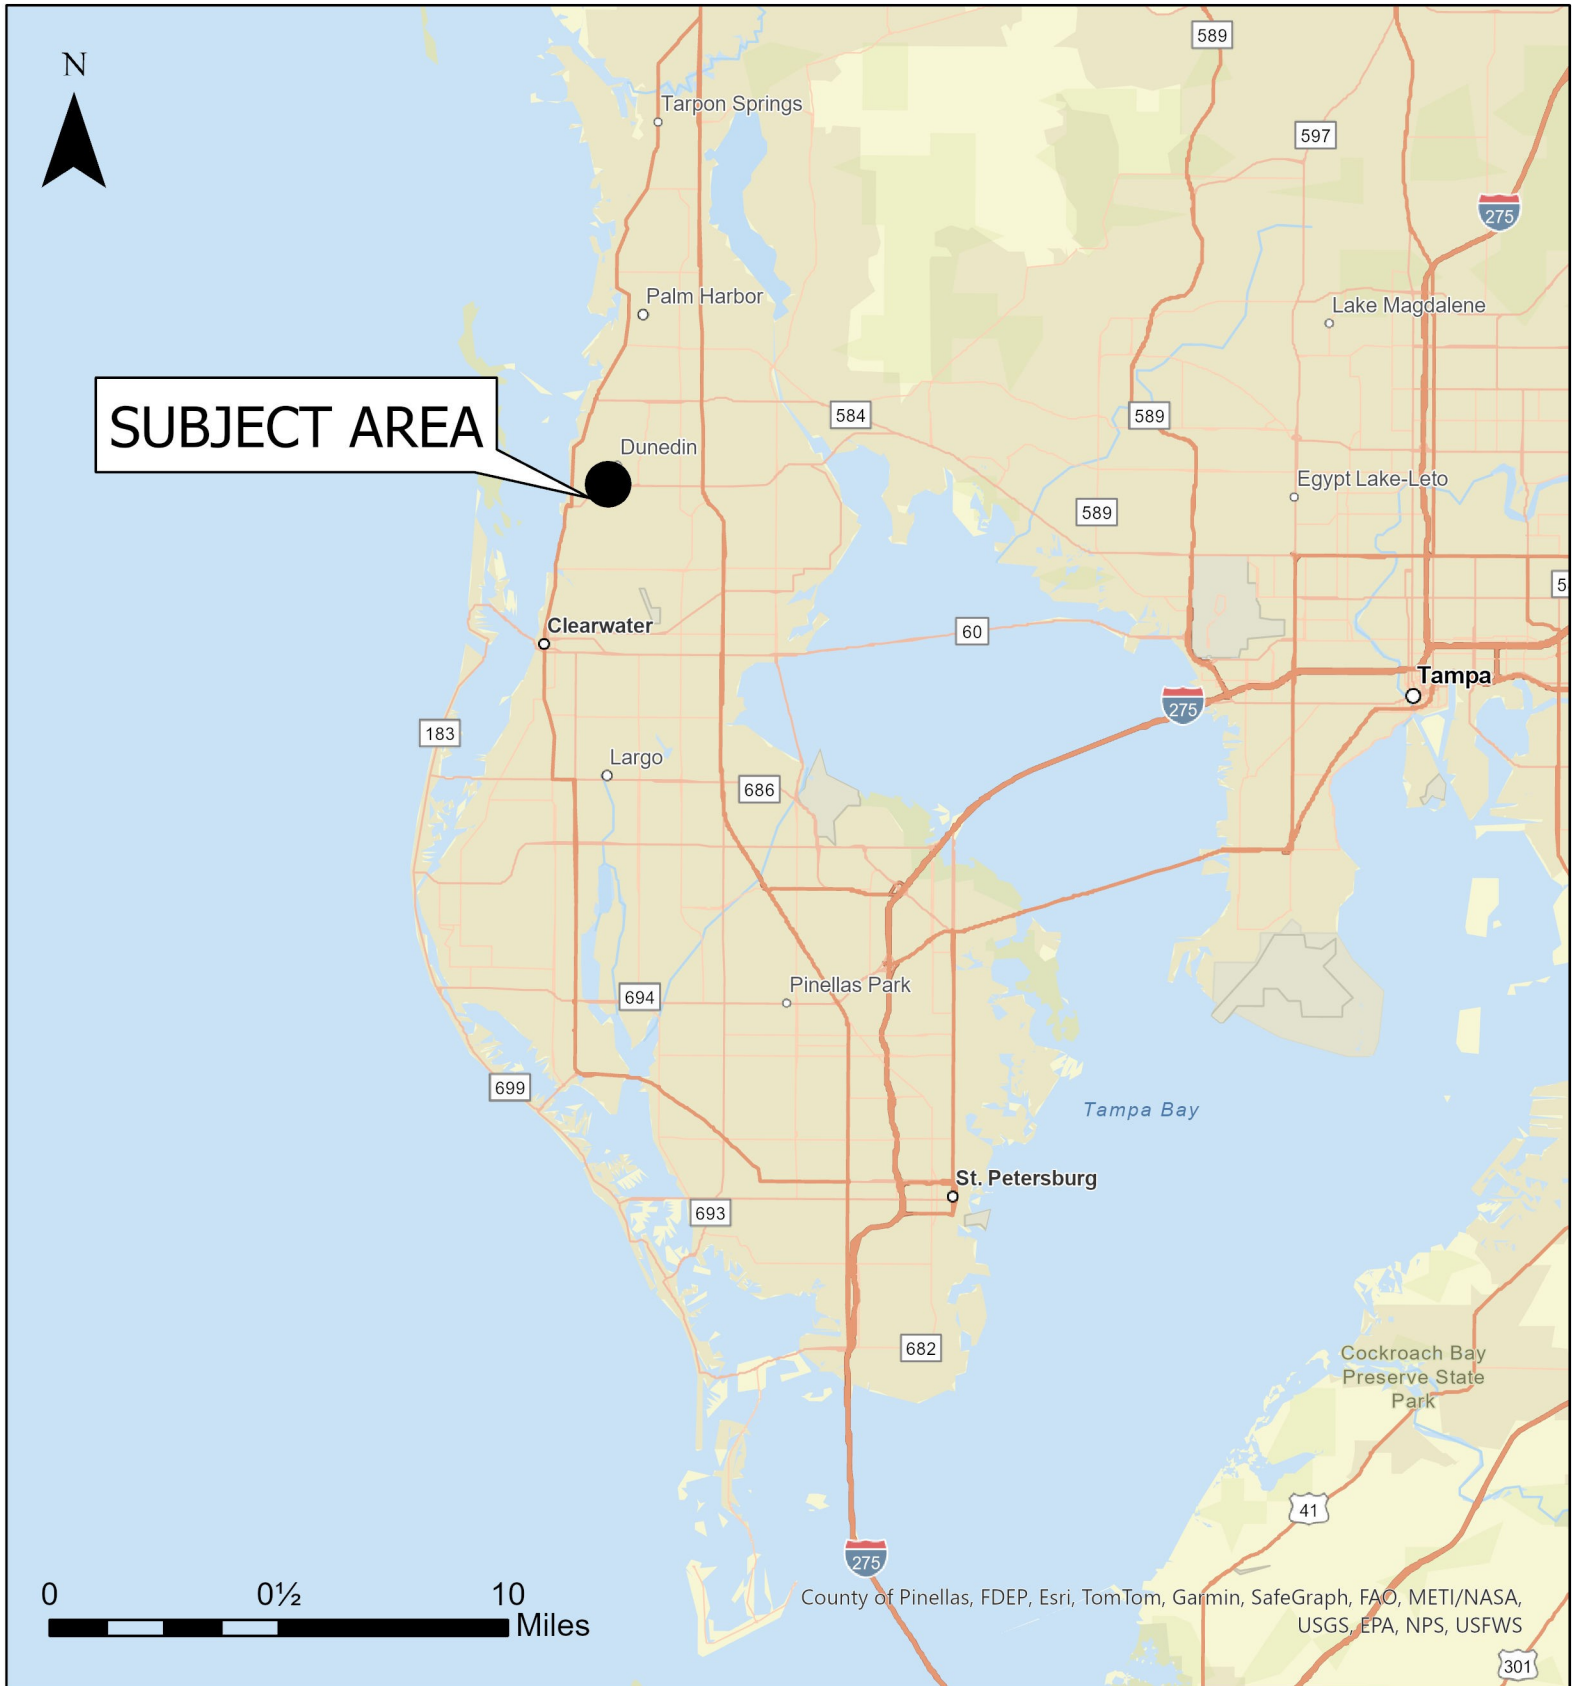 589
N
Tarpon Springs
597
275
Palm Harbor
Lake Magdalene
SUBJECT AREA
584
589
Dunedin
Egypt Lake-Leto
589
5
Clearwater
60
Tampa
275
183
Largo
686
Pinellas Park
694
699
Tampa Bay
St. Petersburg
693
682
Cockroach Bay
Preserve State
Park
41
275
0 0½ 10
Miles
County of Pinellas, FDEP, Esri, TomTom, Garmin, SafeGraph, FAO, METI/NASA,
USGS, EPA, NPS, USFWS
301